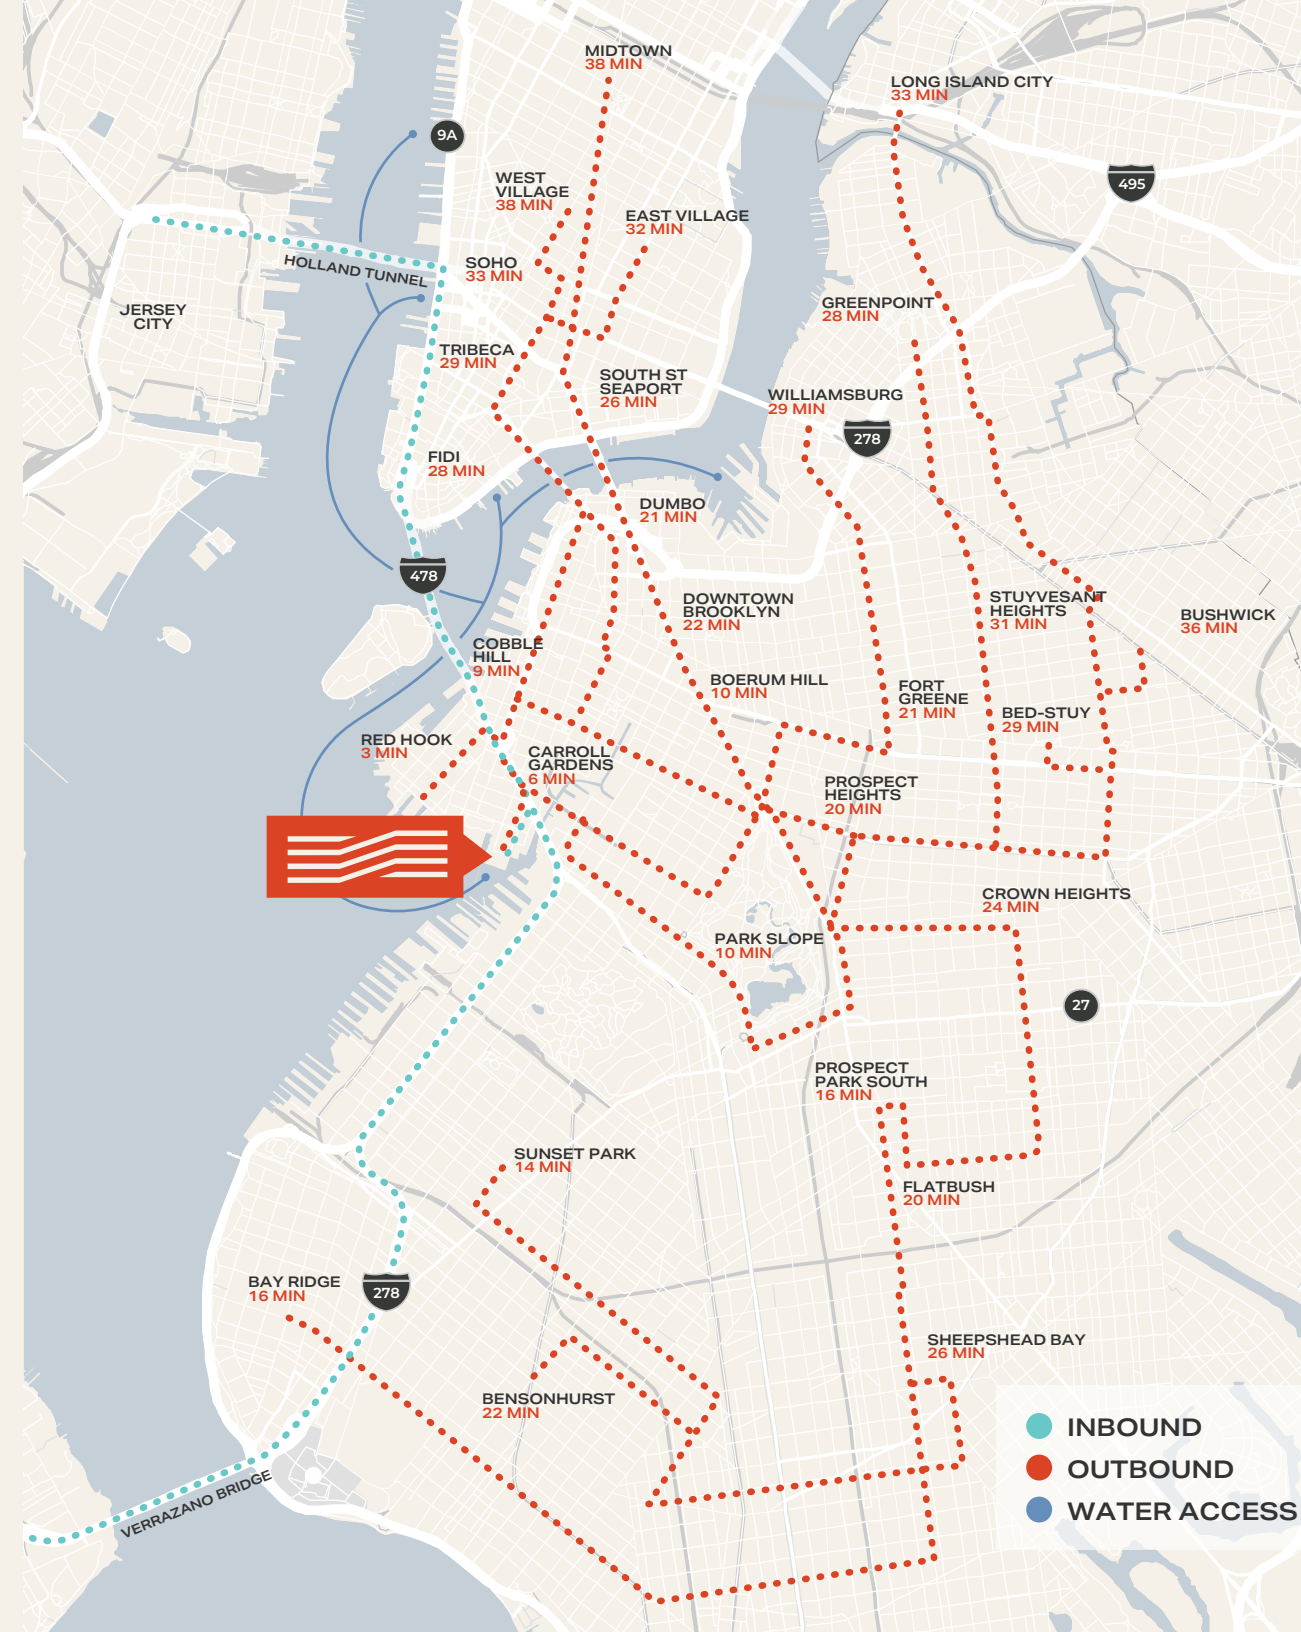 MIDTOWN
38 MIN
LONG ISLAND CITY
33 MIN
9A
495
WEST
VILLAGE
38 MIN
EAST VILLAGE
32 MIN
SOHO
33 MIN
HOLLAND TUNNEL
JERSEY
CITY
GREENPOINT
28 MIN
TRIBECA
29 MIN
SOUTH ST
SEAPORT
26 MIN
WILLIAMSBURG
29 MIN
278
FIDI
28 MIN
DUMBO
21 MIN
478
DOWNTOWN
BROOKLYN
22 MIN
STUYVESANT
HEIGHTS
31 MIN
BUSHWICK
36 MIN
COBBLE
HILL
9 MIN
BOERUM HILL
10 MIN
FORT
GREENE
21 MIN
BED-STUY
29 MIN
RED HOOK
3 MIN
CARROLL
GARDENS
6 MIN
PROSPECT
HEIGHTS
20 MIN
CROWN HEIGHTS
24 MIN
PARK SLOPE
10 MIN
27
PROSPECT
PARK SOUTH
16 MIN
SUNSET PARK
14 MIN
FLATBUSH
20 MIN
BAY RIDGE
16 MIN
278
SHEEPSHEAD BAY
26 MIN
BENSONHURST
22 MIN
VERRAZANO BRIDGE
INBOUND
OUTBOUND
WATER ACCESS